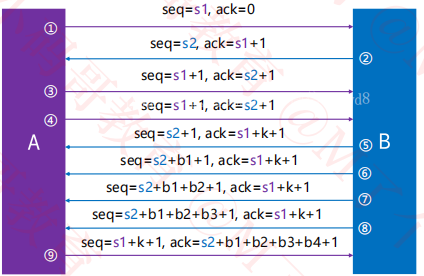 seq=s1, ack=0
①
seq=s2, ack=s1+1
②
seq=s1+1, ack=s2+1
③
seq=s1+1, ack=s2+1
④
A
B
seq=s2+1, ack=s1+k+1
⑤
seq=s2+b1+1, ack=s1+k+1
⑥
seq=s2+b1+b2+1, ack=s1+k+1
⑦
seq=s2+b1+b2+b3+1, ack=s1+k+1
⑧
seq=s1+k+1, ack=s2+b1+b2+b3+b4+1
⑨